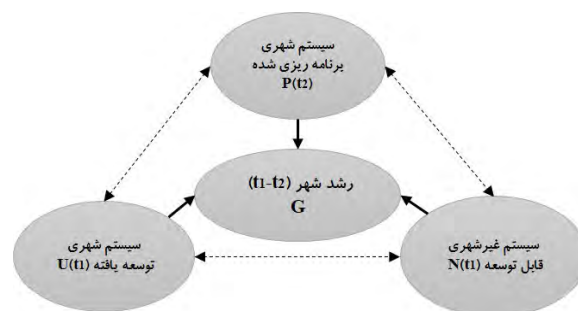 سیستم شهری
برنامه ریزی شده
P(t2)
رشد شهر (t1-t2)
G
سیستم شهری
توسعه یافته U(t1)
سیستم غیرشهری
قابل توسعه N(t1)